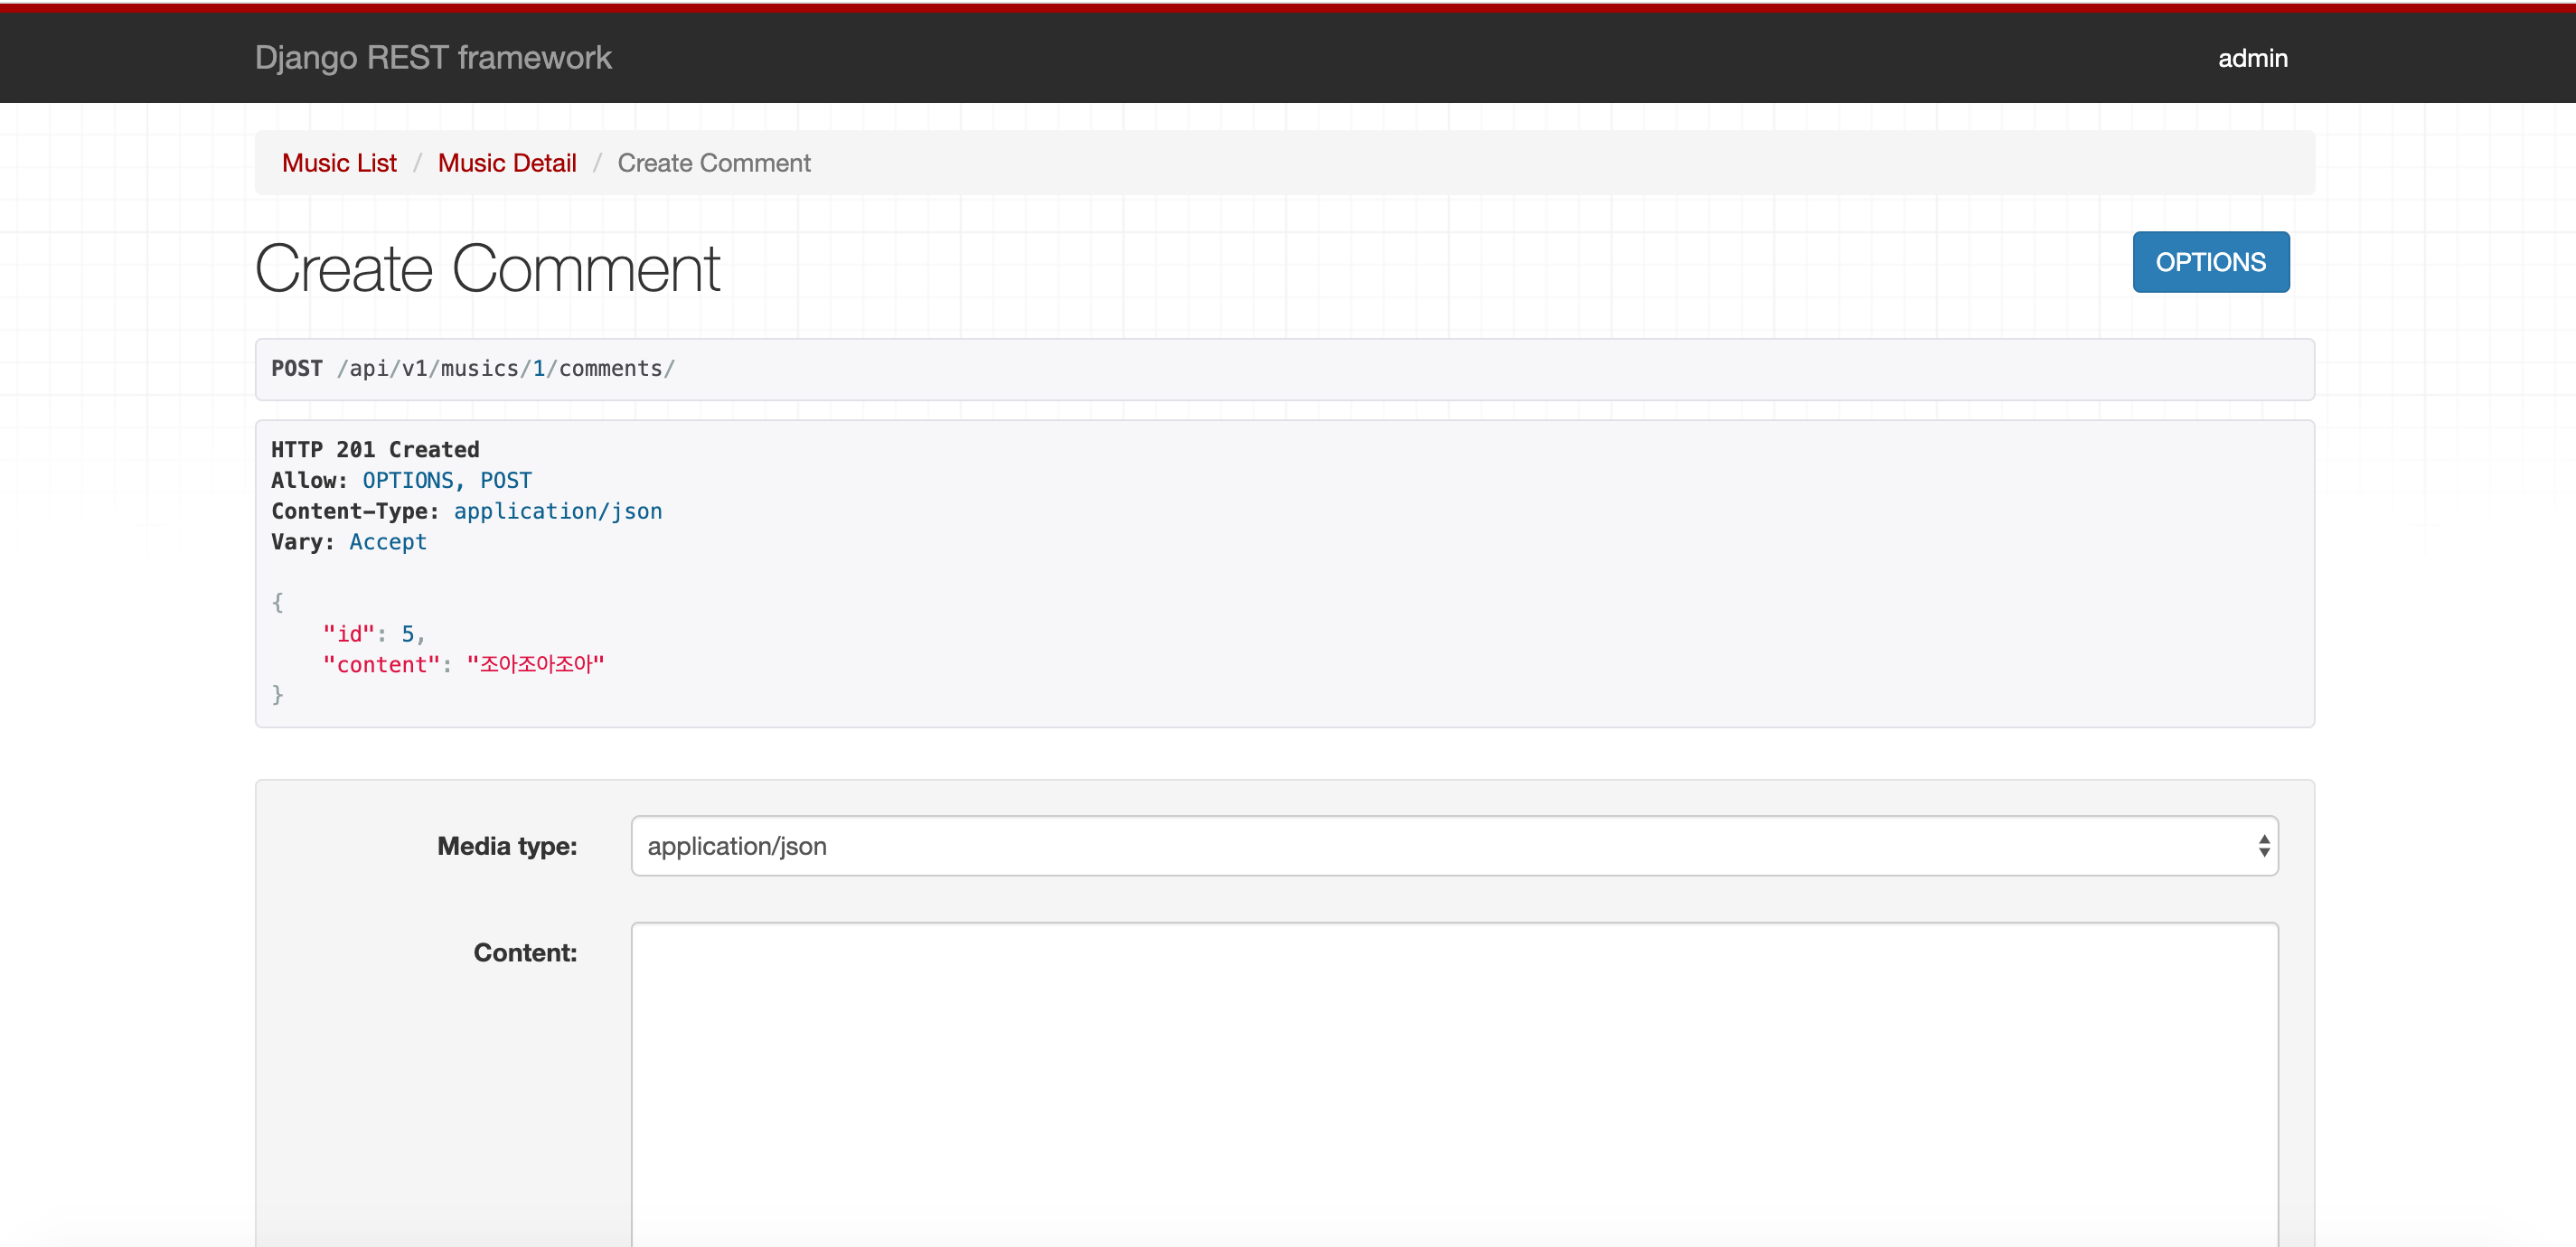 Django REST framework admin
Music List / Music Detail / Create Comment
Create Comment
OPTIONS
POST /api/v1/musics/1/comments/
HTTP 201 Created
Allow: OPTIONS, POST
Content-Type: application/json
Vary: Accept
{
"id": 5,
"content": "조아조아조아"
}
Media type: application/json
Content: